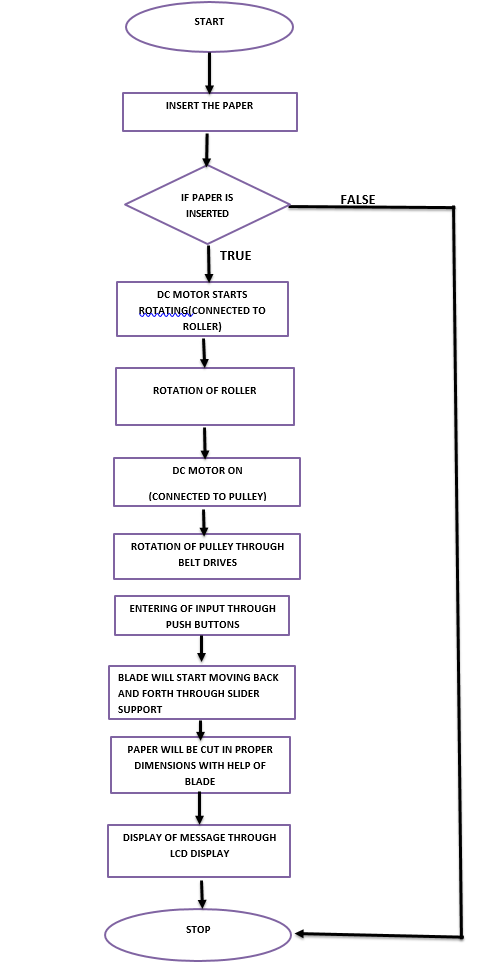 START
INSERT THE PAPER
IF PAPER IS
INSERTED
FALSE
TRUE
DC MOTOR STARTS
ROTATING(CONNECTED TO
ROLLER)
ROTATION OF ROLLER
DC MOTOR ON
(CONNECTED TO PULLEY)
ROTATION OF PULLEY THROUGH
BELT DRIVES
ENTERING OF INPUT THROUGH
PUSH BUTTONS
BLADE WILL START MOVING BACK
AND FORTH THROUGH SLIDER
SUPPORT
PAPER WILL BE CUT IN PROPER
DIMENSIONS WITH HELP OF
BLADE
DISPLAY OF MESSAGE THROUGH
LCD DISPLAY
STOP